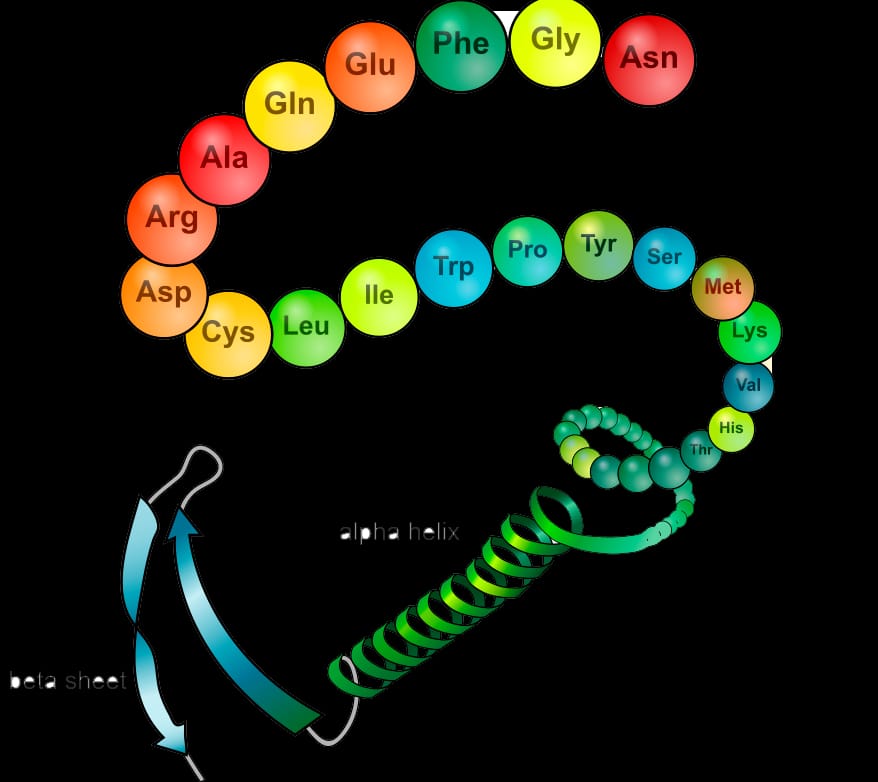 Asn
Gly
Phe
Glu
Gln
Ala
Arg
Asp
Cys
Leu
Ile
Trp
Pro
Tyr
Ser
Met
Lys
Val
His
Thr
alpha helix
beta sheet